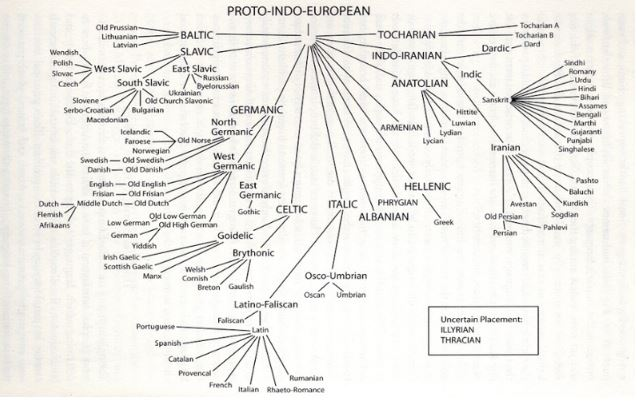 PROTO-INDO-EUROPEAN
Old Prussian
Lithuanian
Latvian
BALTIC
TOCHARIAN
Tocharian A
Tocharian B
SLAVIC
Wendish
Polish
Slovac
Czech
West Slavic
East Slavic
Russian
Byelorussian
Ukrainian
South Slavic
Old Church Slavonic
Bulgarian
Slovene
Serbo-Croatian
Macedonian
INDO-IRANIAN
Dardic
Dard
Indic
Sanskrit
Sindhi
Romany
Urdu
Hindi
Bihari
Assames
Bengali
Marthi
Gujaranti
Punjabi
Singhalese
Iranian
Pashto
Baluchi
Kurdish
Sogdian
Avestan
Old Persian
Pahlevi
Persian
ANATOLIAN
Hittite
Luwian
Lydian
Lycian
ARMENIAN
GERMANIC
North
Germanic
Icelandic
Faroese
Norwegian
Old Norse
Swedish
Old Swedish
Danish
Old Danish
West
Germanic
English
Old English
Frisian
Old Frisian
Dutch
Flemish
Afrikaans
Middle Dutch
Old Dutch
Low German
Old Low German
German
Old High German
Yiddish
East
Germanic
Gothic
CELTIC
Goidelic
Irish Gaelic
Scottish Gaelic
Manx
Brythonic
Welsh
Cornish
Breton
Gaulish
ITALIC
Osco-Umbrian
Oscan
Umbrian
Latino-Faliscan
Faliscan
Latin
Portuguese
Spanish
Catalan
Provencal
French
Italian
Rhaeto-Romance
Rumanian
ALBANIAN
PHRYGIAN
HELLENIC
Greek
Uncertain Placement:
ILLYRIAN
THRACIAN